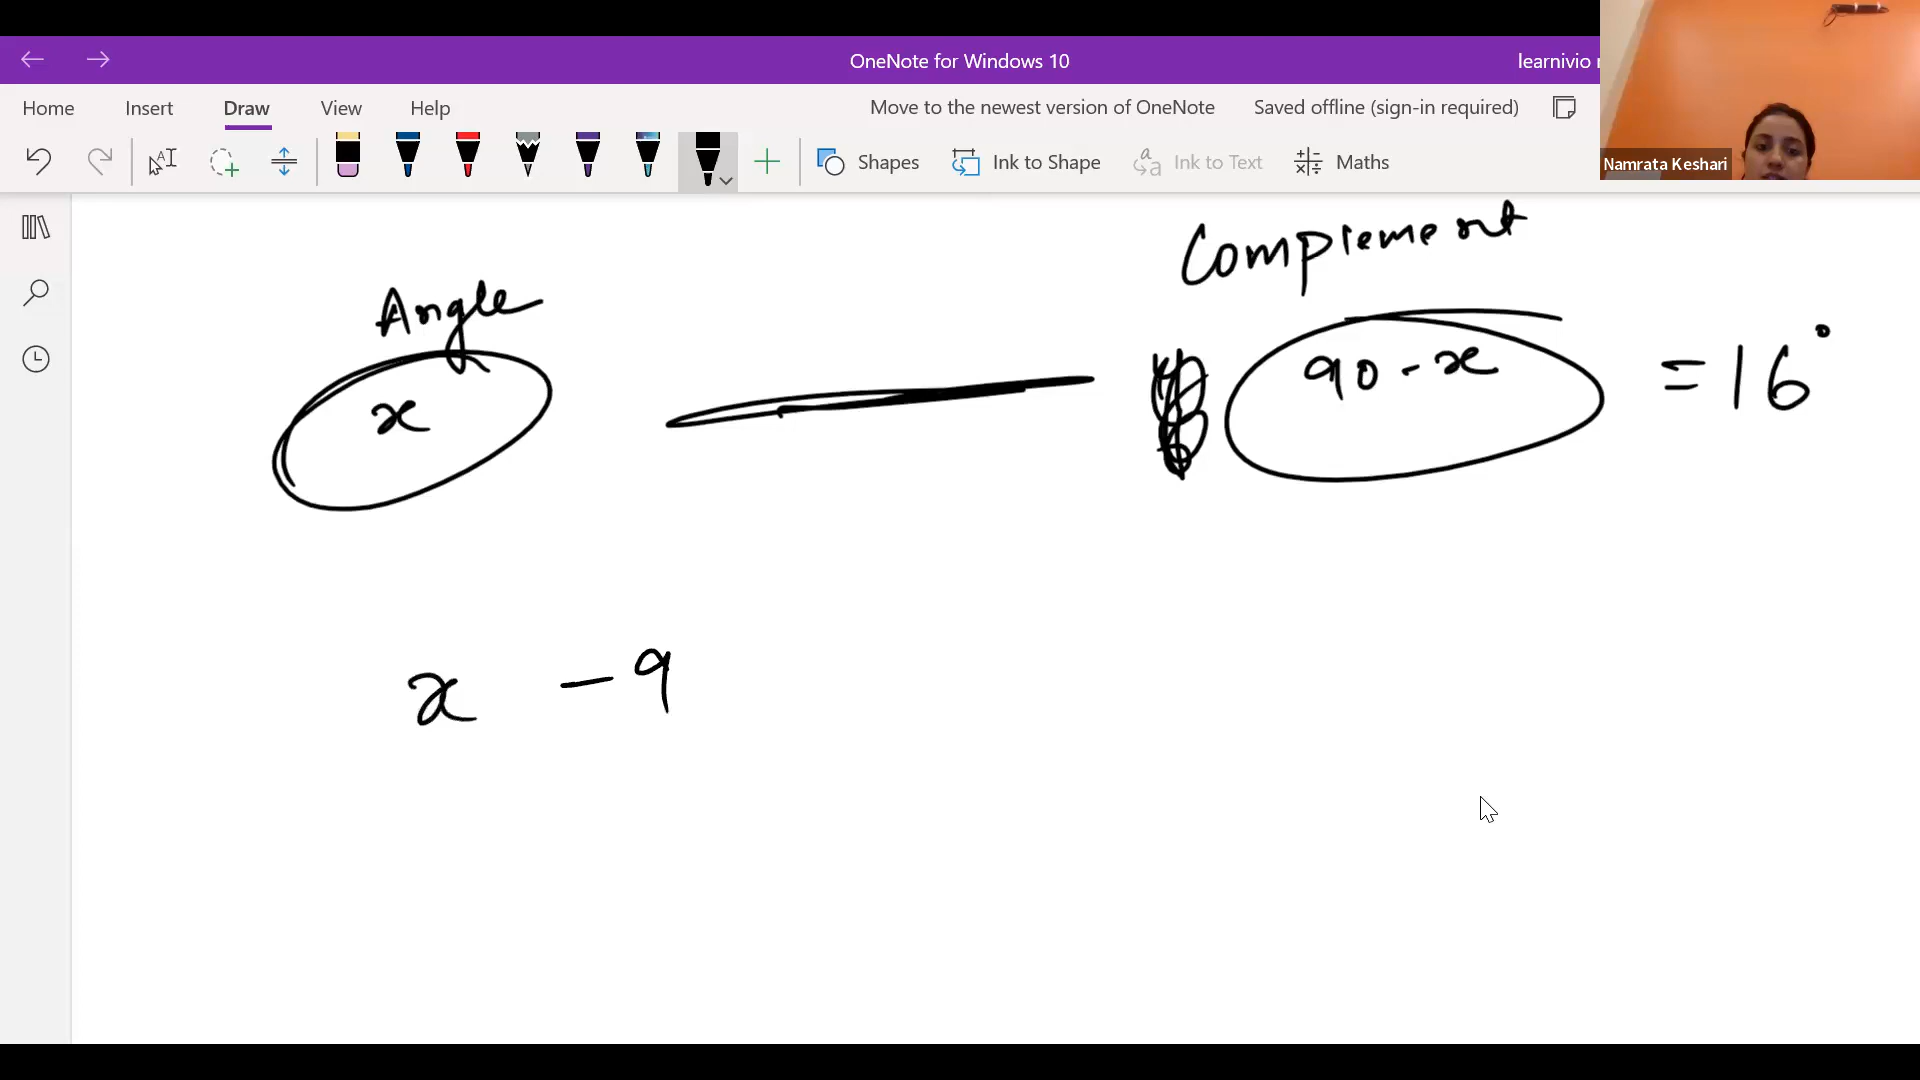 OneNote for Windows 10
learnivio
Home Insert Draw View Help
Move to the newest version of OneNote Saved offline (sign-in required)
Shapes Ink to Shape Ink to Text Maths
Namrata Keshari
Complement
Angle
x — 90 - x = 16°
x - 9